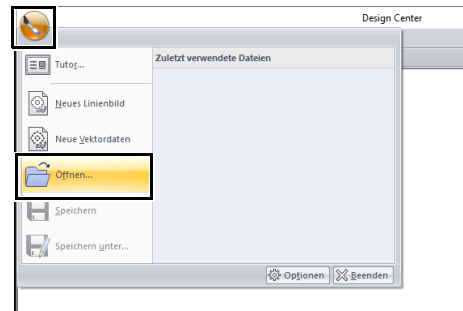 Design Center
Tutor...
Zuletzt verwendete Dateien
Neues Linienbild
Neue Vektordaten
Öffnen...
Speichern
Speichern unter...
Optionen
Beenden